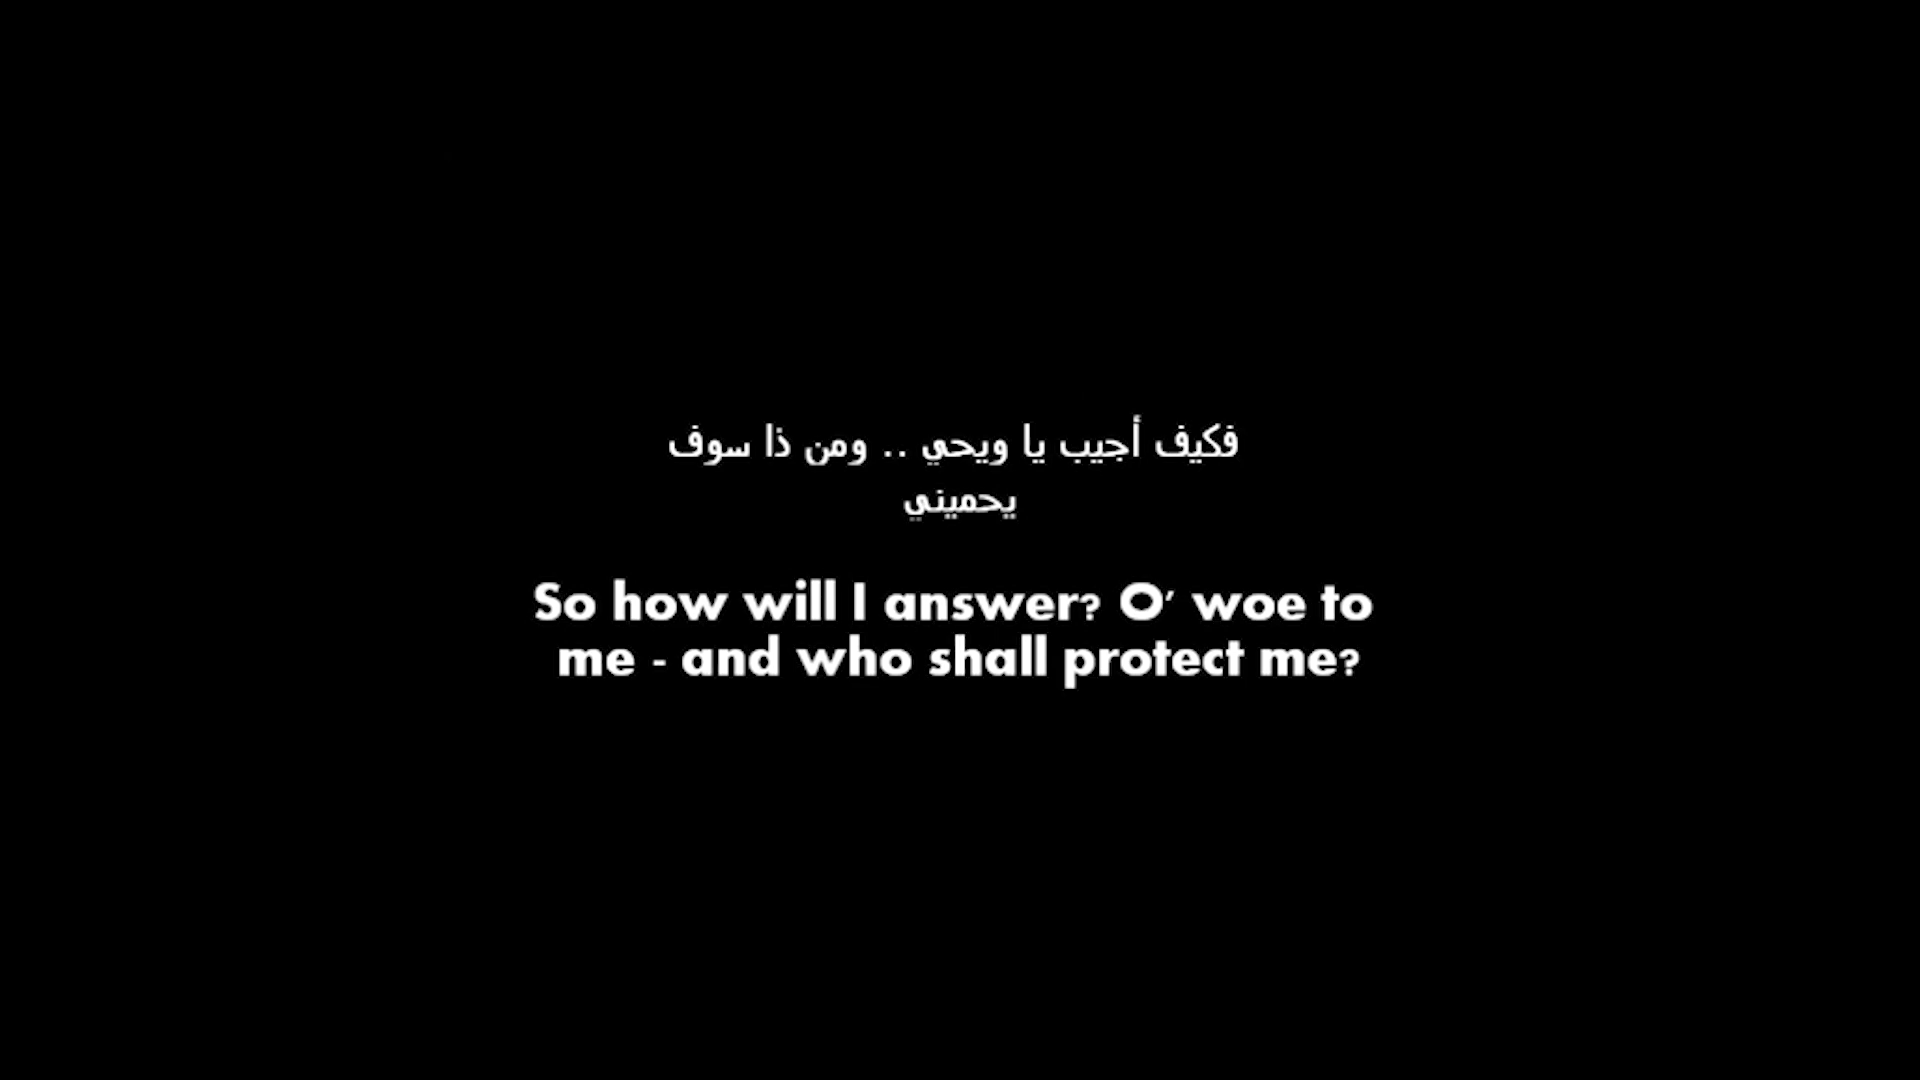 فكيف أجيب يا ويحي .. ومن ذا سوف
يحميني
So how will I answer? O' woe to
me - and who shall protect me?